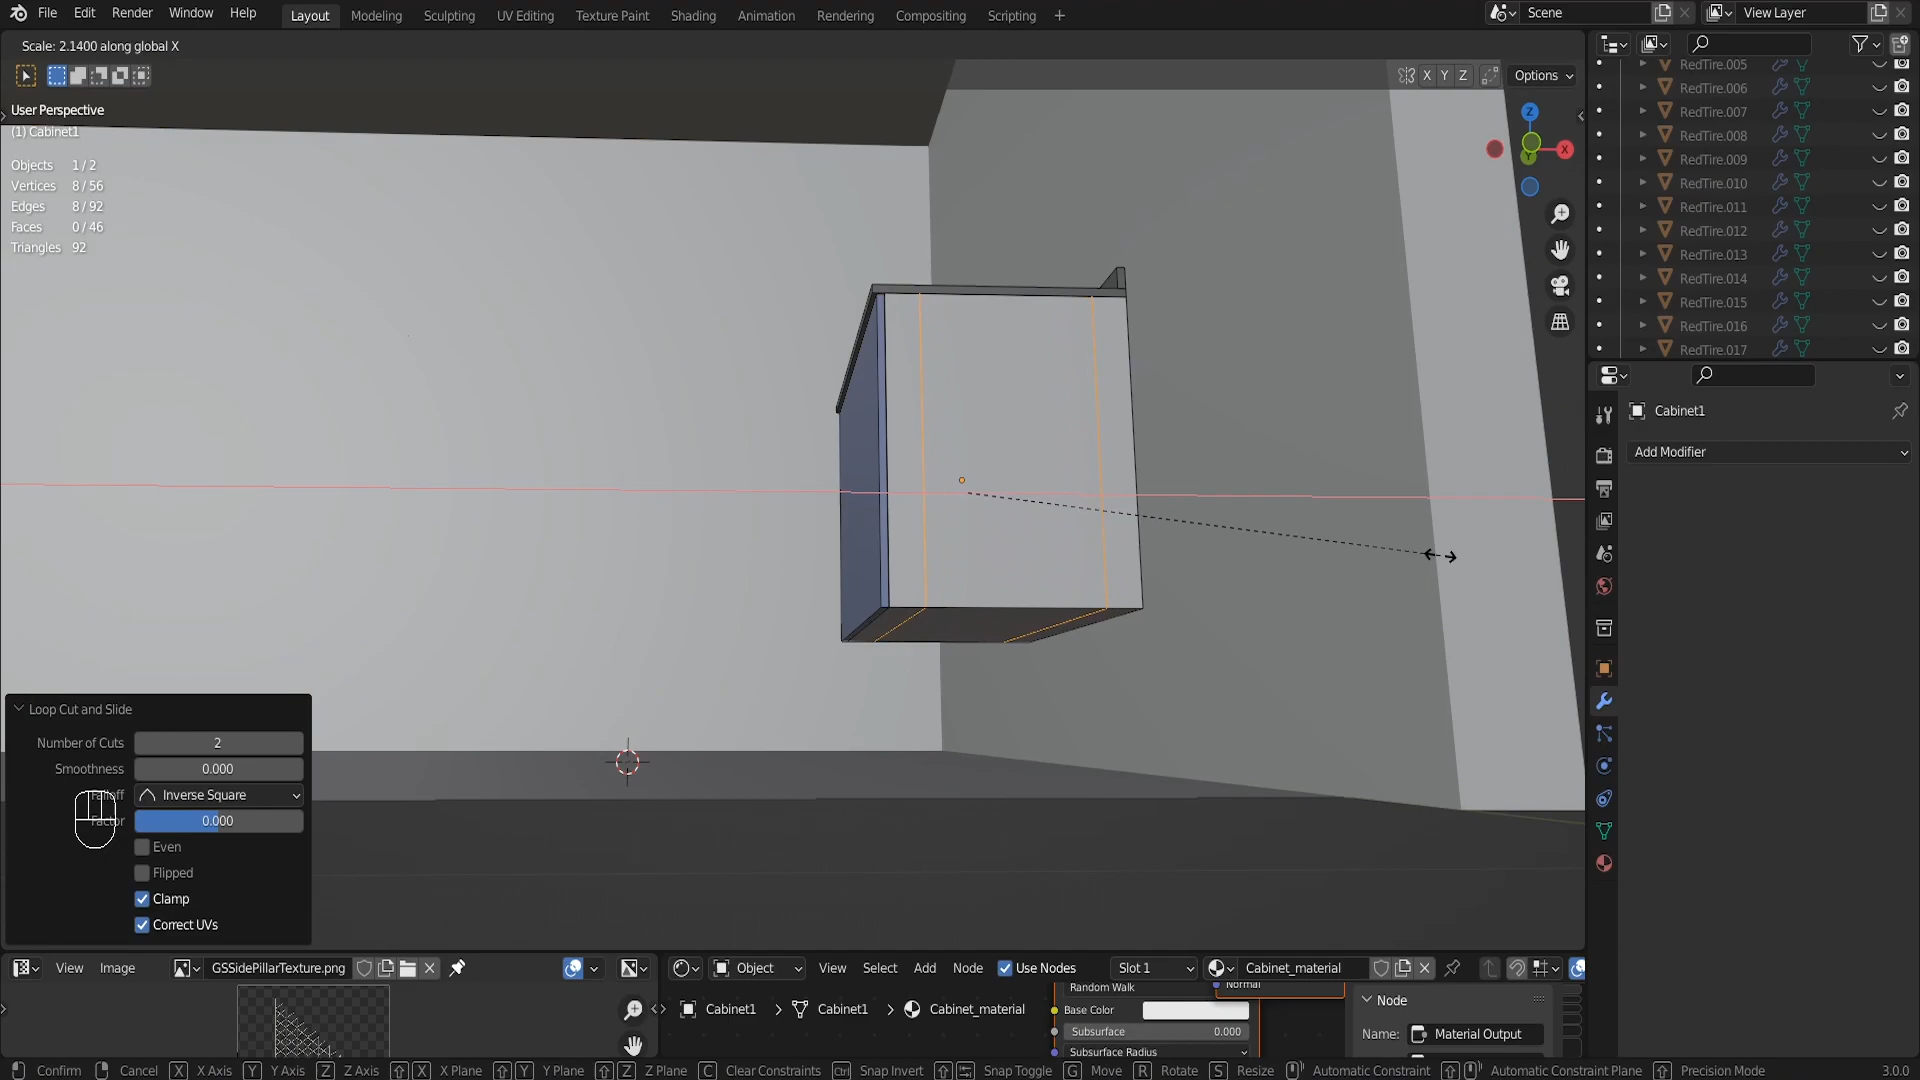 File Edit Render Window Help Layout Modeling Sculpting UV Editing Texture Paint Shading Animation Rendering Compositing Scripting + Scene View Layer
Scale: 2.1400 along global X
X Y Z Options
User Perspective
(1) Cabinet1
Objects 1/2
Vertices 8/56
Edges 8/92
Faces 0/46
Triangles 92
Z
X
Y
RedTire.005
RedTire.006
RedTire.007
RedTire.008
RedTire.009
RedTire.010
RedTire.011
RedTire.012
RedTire.013
RedTire.014
RedTire.015
RedTire.016
RedTire.017
Cabinet1
Add Modifier
Loop Cut and Slide
Number of Cuts 2
Smoothness 0.000
Falloff Inverse Square
Factor 0.000
Even
Flipped
Clamp
Correct UVs
View Image GSSidePillarTexture.png
Object View Select Add Node Use Nodes Slot 1 Cabinet_material
Cabinet1 Cabinet1 Cabinet_material
Random Walk
Normal
Base Color
Subsurface 0.000
Subsurface Radius
Node
Name: Material Output
Confirm Cancel X X Axis Y Y Axis Z Z Axis X X Plane Y Y Plane Z Z Plane C Clear Constraints Ctrl Snap Invert Snap Toggle G Move R Rotate S Resize Automatic Constraint Automatic Constraint Plane Precision Mode 3.0.0